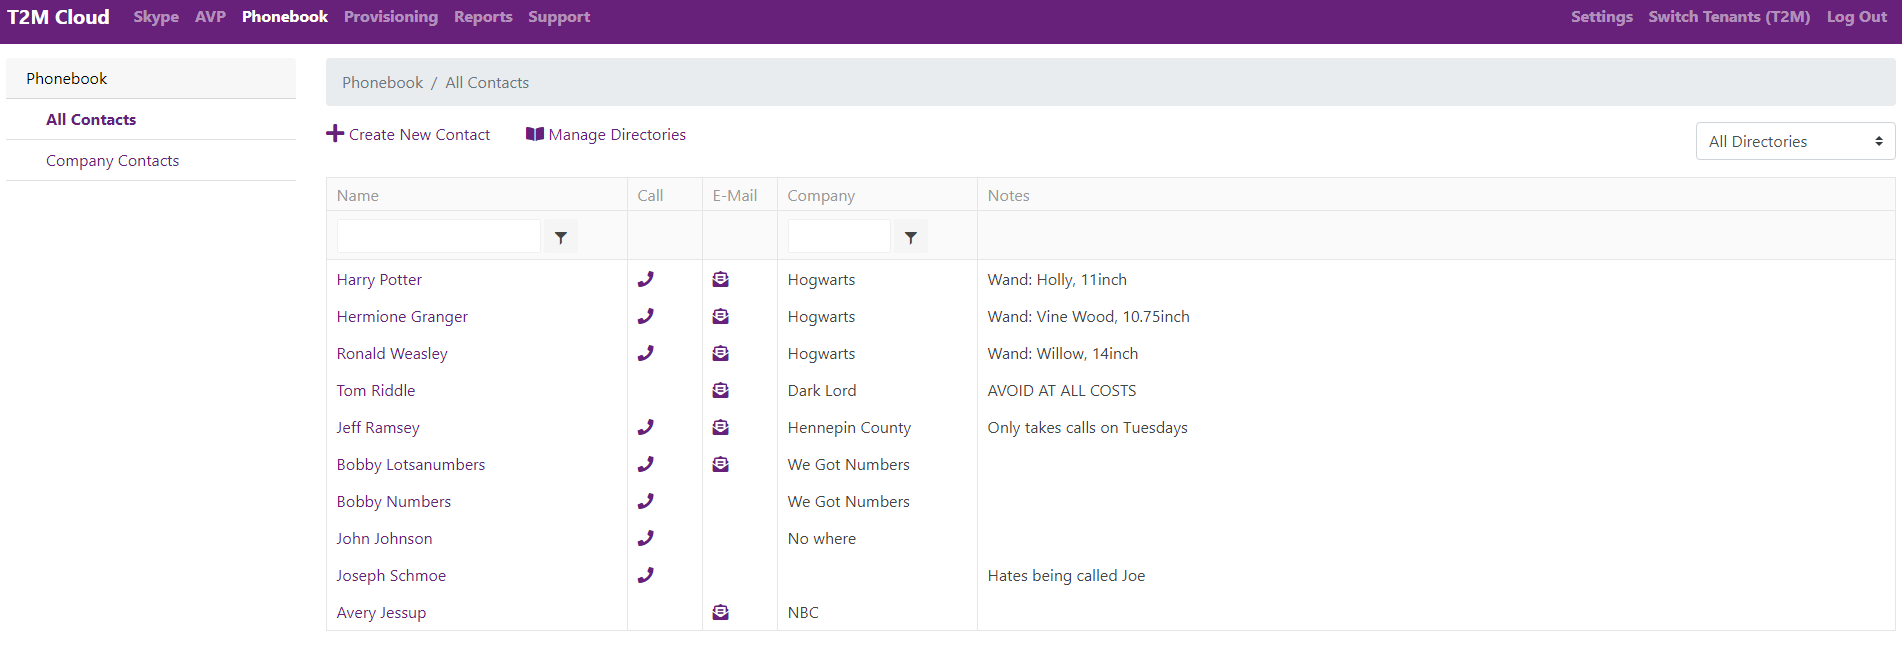 T2M Cloud Skype AVP Phonebook Provisioning Reports Support Settings Switch Tenants (T2M) Log Out
Phonebook
All Contacts
Company Contacts
Phonebook / All Contacts
Create New Contact Manage Directories
All Directories
Name Call E-Mail Company Notes
Harry Potter Hogwarts Wand: Holly, 11inch
Hermione Granger Hogwarts Wand: Vine Wood, 10.75inch
Ronald Weasley Hogwarts Wand: Willow, 14inch
Tom Riddle Dark Lord AVOID AT ALL COSTS
Jeff Ramsey Hennepin County Only takes calls on Tuesdays
Bobby Lotsanumbers We Got Numbers
Bobby Numbers We Got Numbers
John Johnson No where
Joseph Schmoe Hates being called Joe
Avery Jessup NBC